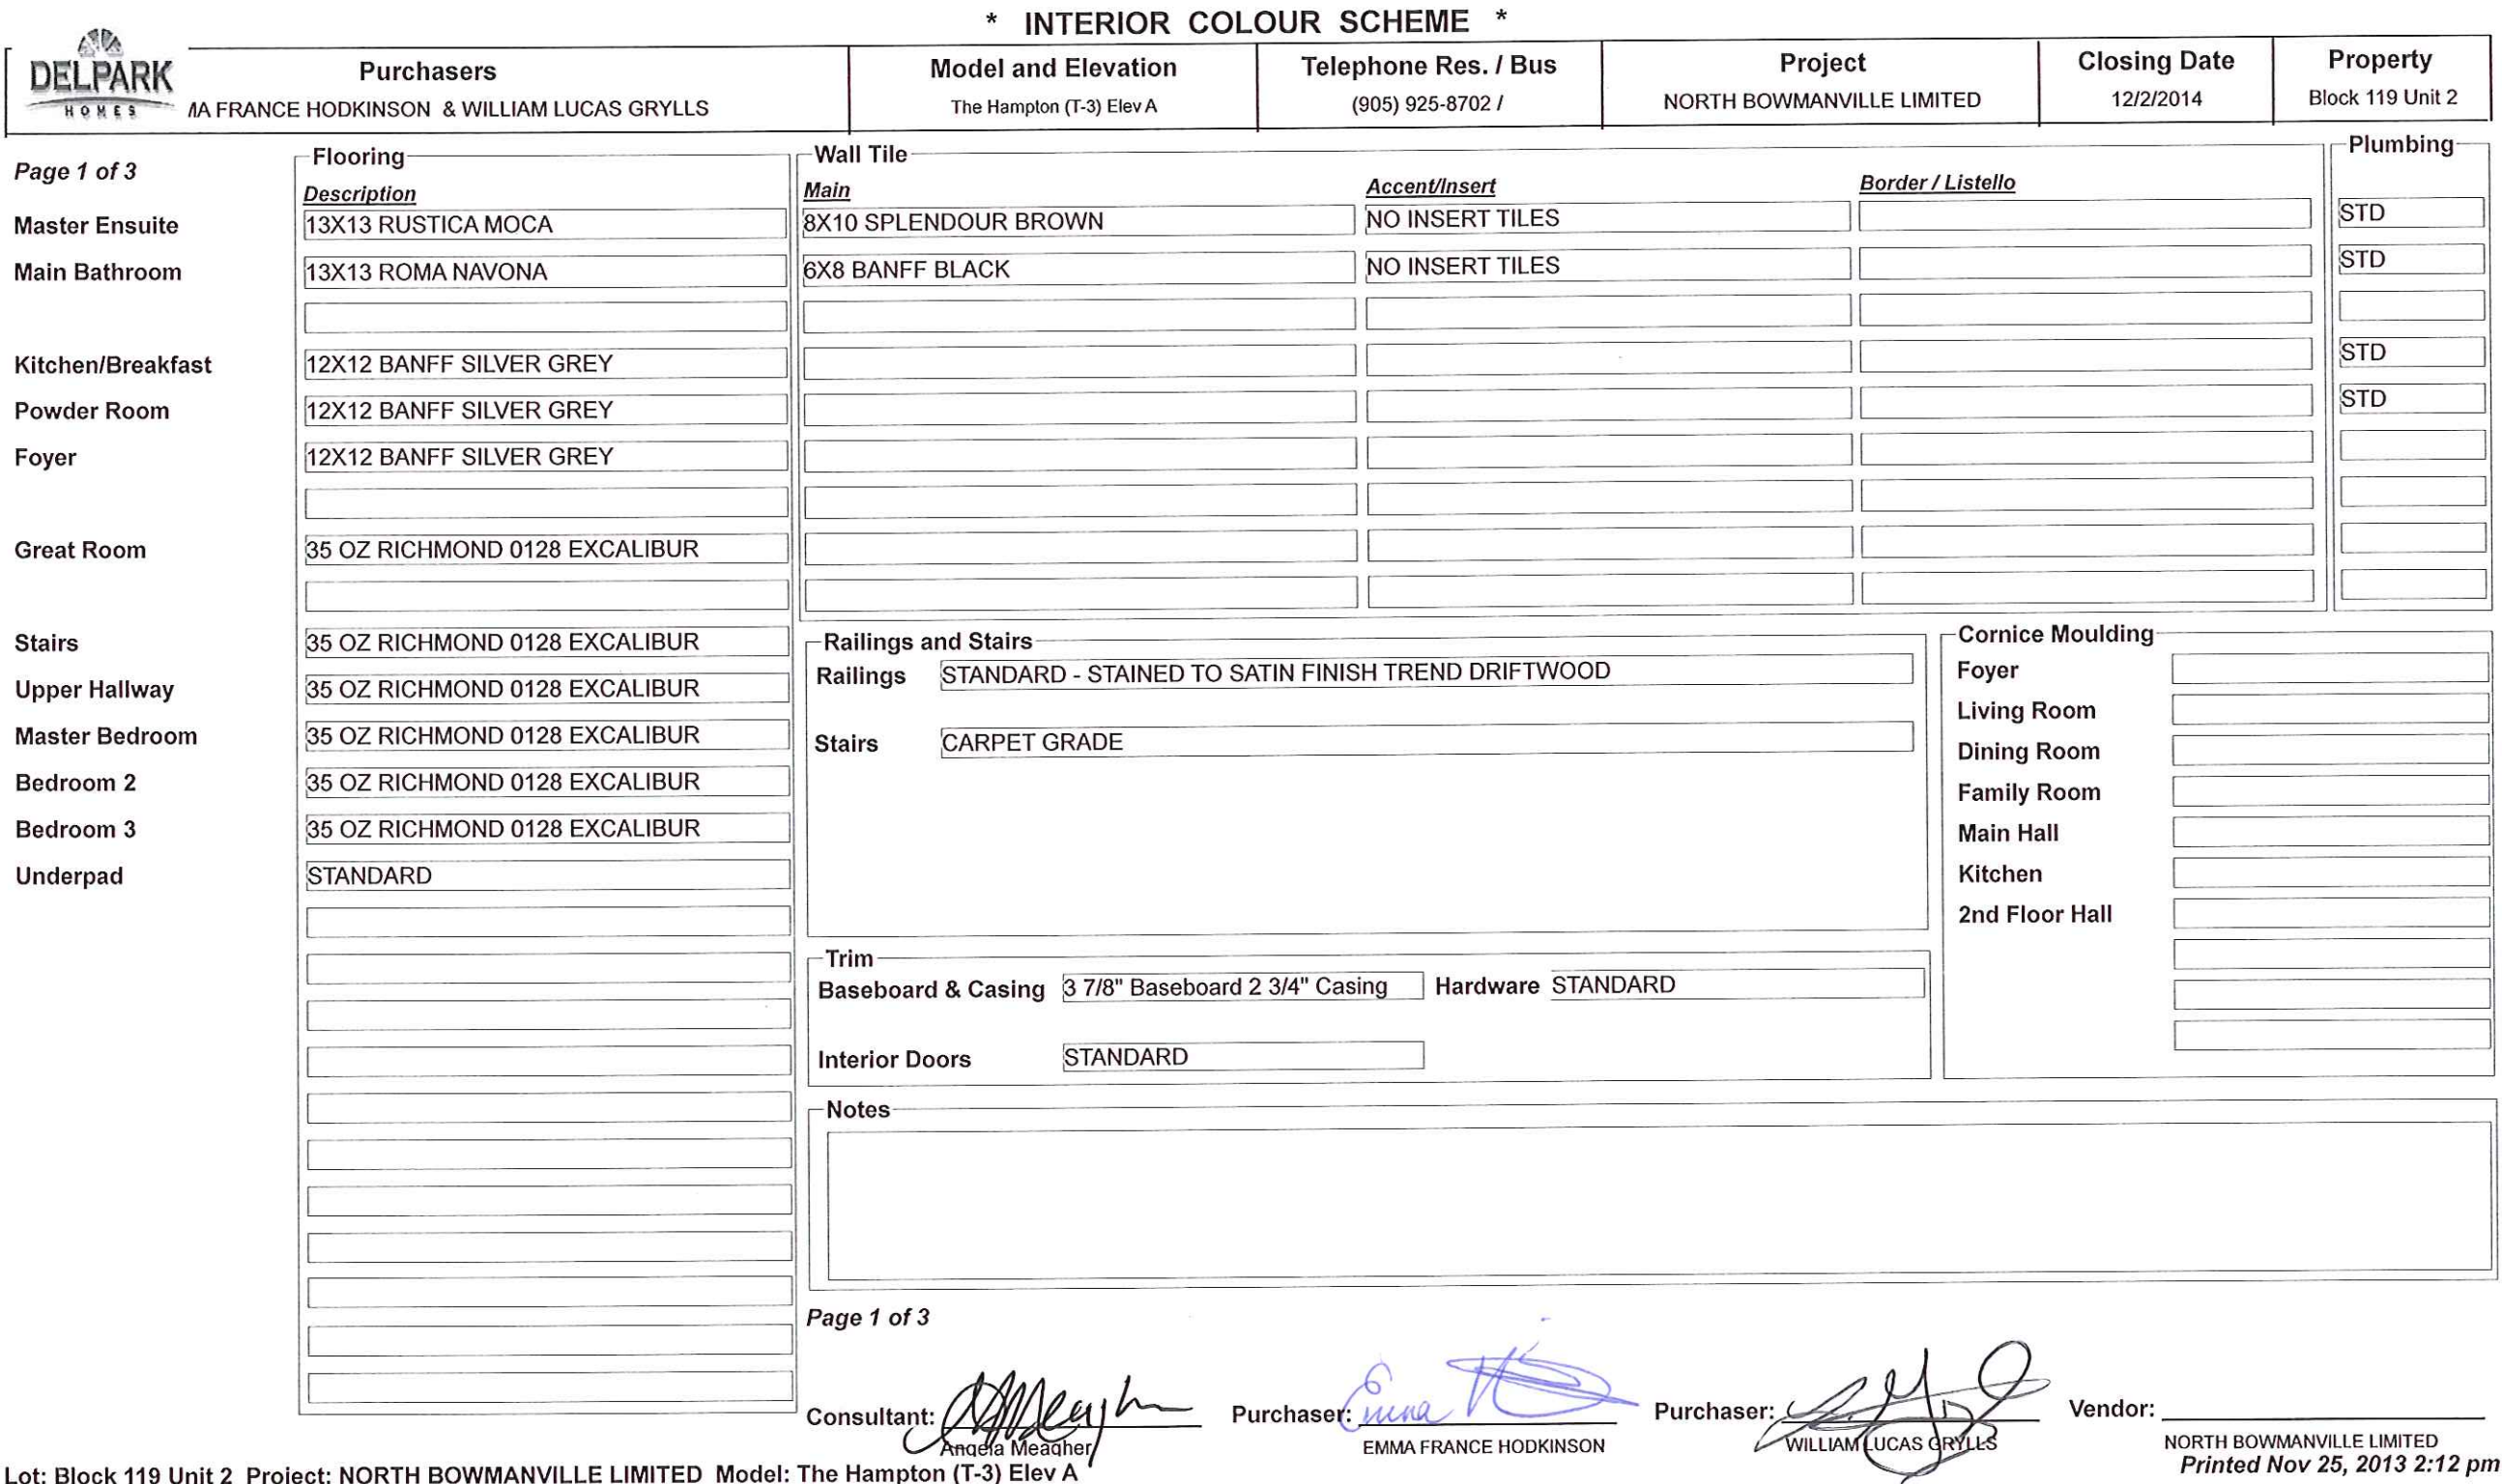 * INTERIOR COLOUR SCHEME *
DELPARK
HOMES
Purchasers
MA FRANCE HODKINSON & WILLIAM LUCAS GRYLLS
Model and Elevation
The Hampton (T-3) Elev A
Telephone Res. / Bus
(905) 925-8702 /
Project
NORTH BOWMANVILLE LIMITED
Closing Date
12/2/2014
Property
Block 119 Unit 2
Page 1 of 3
Flooring
Wall Tile
Plumbing
Description
Main
Accent/Insert
Border / Listello
Master Ensuite 13X13 RUSTICA MOCA 8X10 SPLENDOUR BROWN NO INSERT TILES STD
Main Bathroom 13X13 ROMA NAVONA 6X8 BANFF BLACK NO INSERT TILES STD
Kitchen/Breakfast 12X12 BANFF SILVER GREY STD
Powder Room 12X12 BANFF SILVER GREY STD
Foyer 12X12 BANFF SILVER GREY
Great Room 35 OZ RICHMOND 0128 EXCALIBUR
Stairs 35 OZ RICHMOND 0128 EXCALIBUR
Upper Hallway 35 OZ RICHMOND 0128 EXCALIBUR
Master Bedroom 35 OZ RICHMOND 0128 EXCALIBUR
Bedroom 2 35 OZ RICHMOND 0128 EXCALIBUR
Bedroom 3 35 OZ RICHMOND 0128 EXCALIBUR
Underpad STANDARD
Railings and Stairs
Railings STANDARD - STAINED TO SATIN FINISH TREND DRIFTWOOD
Stairs CARPET GRADE
Cornice Moulding
Foyer
Living Room
Dining Room
Family Room
Main Hall
Kitchen
2nd Floor Hall
Trim
Baseboard & Casing 3 7/8" Baseboard 2 3/4" Casing Hardware STANDARD
Interior Doors STANDARD
Notes
Page 1 of 3
Consultant: Purchaser: Emma Purchaser: Vendor:
Angela Meagher EMMA FRANCE HODKINSON WILLIAM LUCAS GRYLLS NORTH BOWMANVILLE LIMITED
Printed Nov 25, 2013 2:12 pm
Lot: Block 119 Unit 2 Project: NORTH BOWMANVILLE LIMITED Model: The Hampton (T-3) Elev A